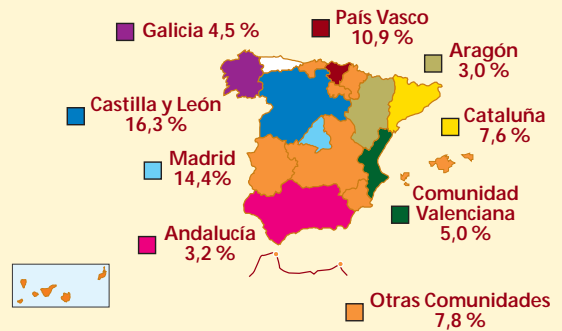 Galicia 4,5 %
País Vasco
10,9 %
Aragón
3,0 %
Castilla y León
16,3 %
Cataluña
7,6 %
Madrid
14,4%
Comunidad
Valenciana
5,0 %
Andalucía
3,2 %
Otras Comunidades
7,8 %